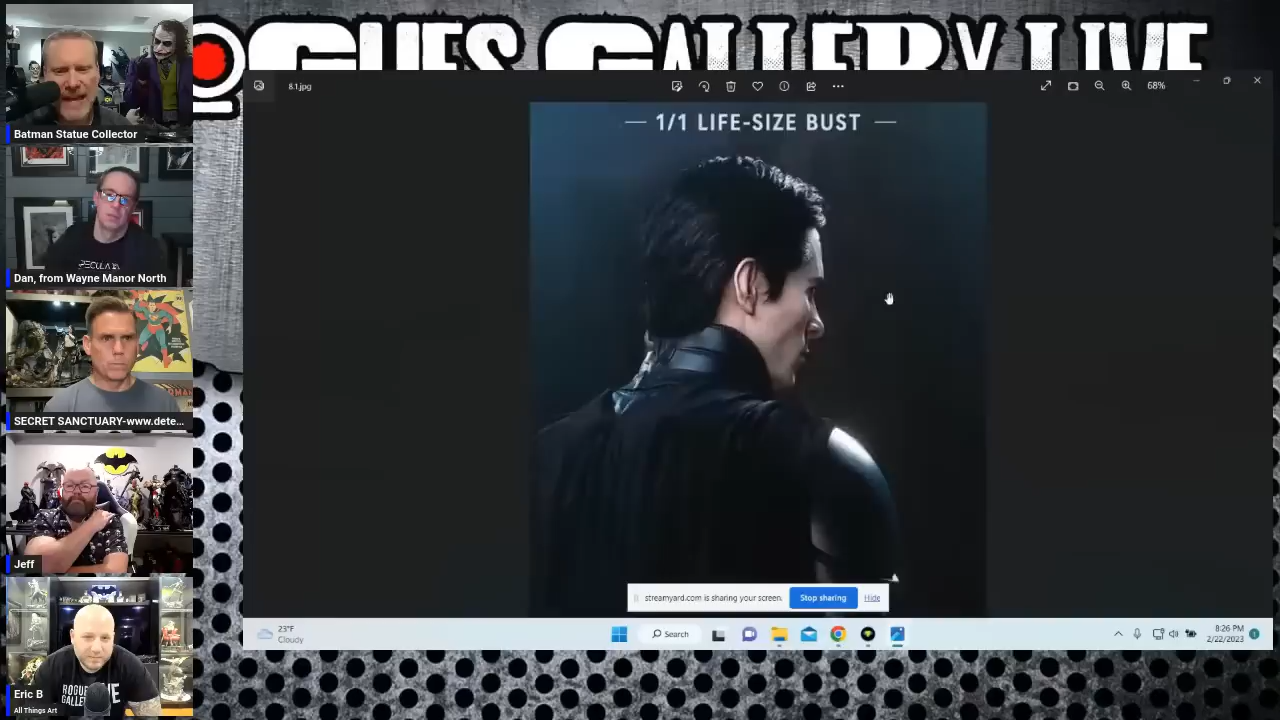 ROGUES GALLERY LIVE
8.1.jpg
68%
1/1 LIFE-SIZE BUST
Batman Statue Collector
Dan, from Wayne Manor North
SECRET SANCTUARY-www.dete...
Jeff
Eric B
All Things Art
streamyard.com is sharing your screen.
Stop sharing
Hide
23°F
Cloudy
Search
8:26 PM
2/22/2023